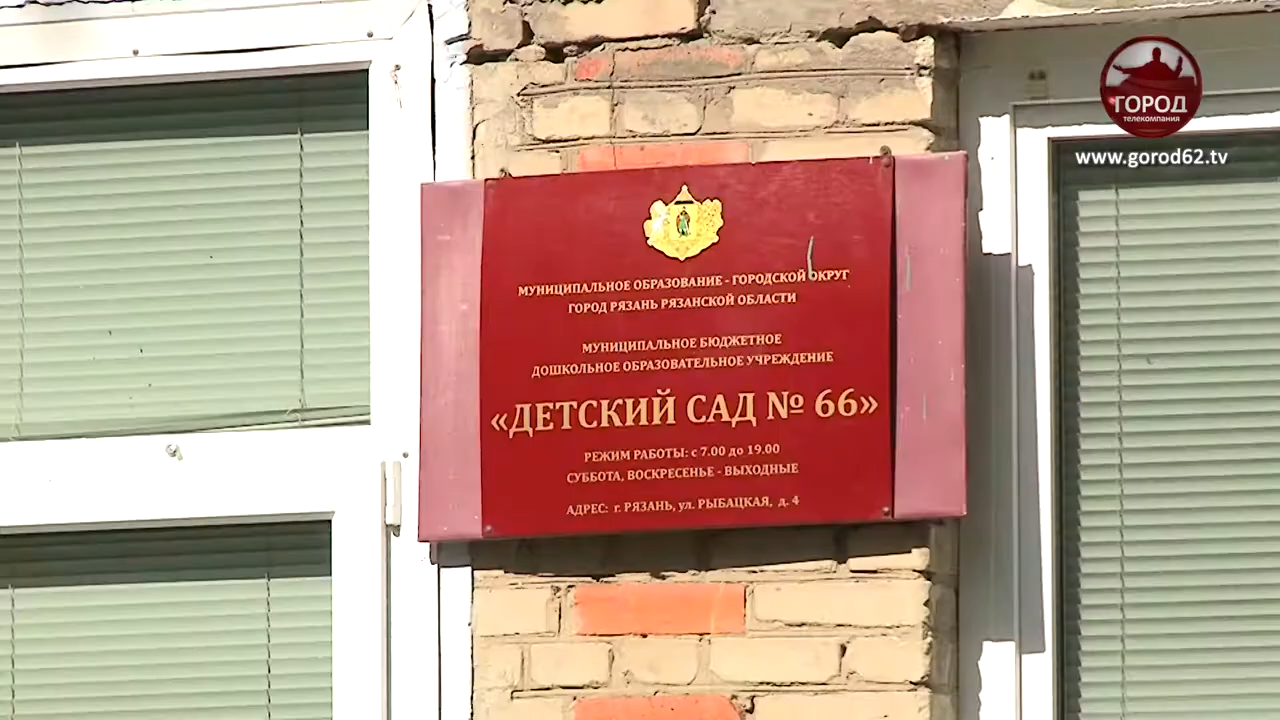 ГОРОД
телекомпания
www.gorod62.tv
МУНИЦИПАЛЬНОЕ ОБРАЗОВАНИЕ - ГОРОДСКОЙ ОКРУГ
ГОРОД РЯЗАНЬ РЯЗАНСКОЙ ОБЛАСТИ
МУНИЦИПАЛЬНОЕ БЮДЖЕТНОЕ
ДОШКОЛЬНОЕ ОБРАЗОВАТЕЛЬНОЕ УЧРЕЖДЕНИЕ
«ДЕТСКИЙ САД № 66»
РЕЖИМ РАБОТЫ: с 7.00 до 19.00
СУББОТА, ВОСКРЕСЕНЬЕ - ВЫХОДНЫЕ
АДРЕС: г. РЯЗАНЬ, ул. РЫБАЦКАЯ, д. 4